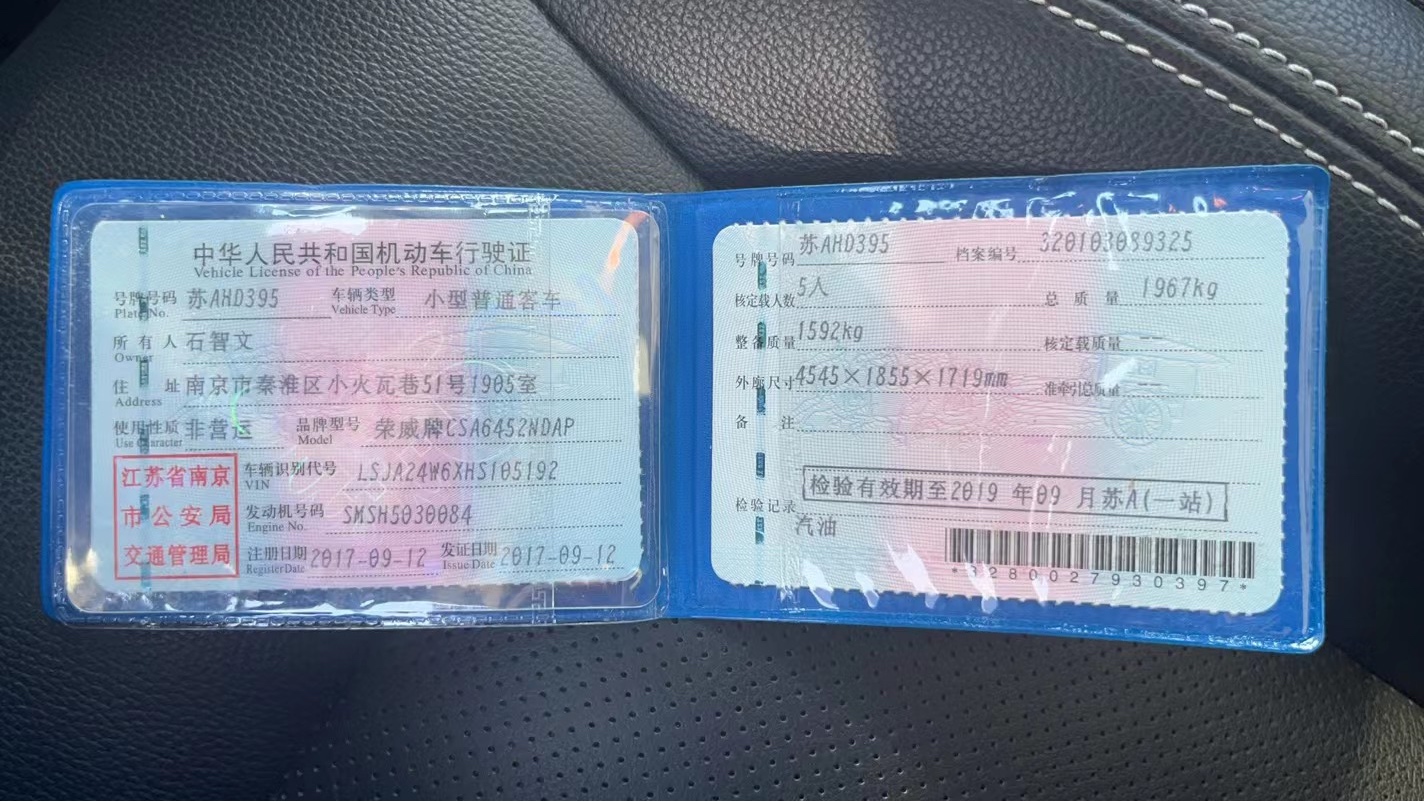 中华人民共和国机动车行驶证
Vehicle License of the People's Republic of China
号牌号码 苏AHD395 车辆类型 小型普通客车
Plate No. Vehicle Type
所有人 石智文
Owner
住址 南京市秦淮区小火瓦巷51号1905室
Address
使用性质 非营运 品牌型号 荣威牌CSA6452NDAP
Use Character Model
江苏省南京
市公安局
交通管理局
车辆识别代号 LSJA24W6XHS105192
VIN
发动机号码 SMSH5030084
Engine No.
注册日期 2017-09-12 发证日期 2017-09-12
Register Date Issue Date
号牌号码 苏AHD395 档案编号 320103089325
核定载人数 5人 总质量 1967kg
整备质量 1592kg 核定载质量 --
外廓尺寸 4545×1855×1719mm 准牵引总质量 --
备注
检验记录 检验有效期至2019 年09 月苏A(一站)
汽油
*3280027930397*